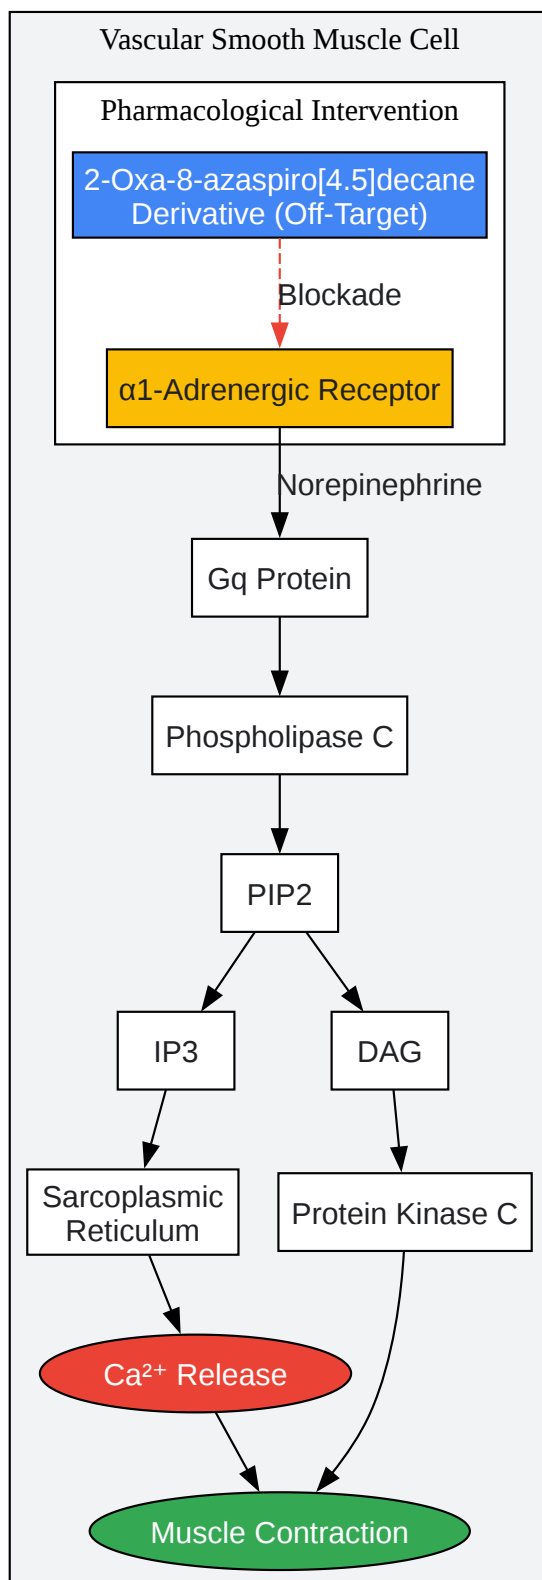 Vascular Smooth Muscle Cell
Pharmacological Intervention
2-Oxa-8-azaspiro[4.5]decane
Derivative (Off-Target)
Blockade
α1-Adrenergic Receptor
Norepinephrine
Gq Protein
Phospholipase C
PIP2
IP3
DAG
Sarcoplasmic
Reticulum
Protein Kinase C
Ca²⁺ Release
Muscle Contraction